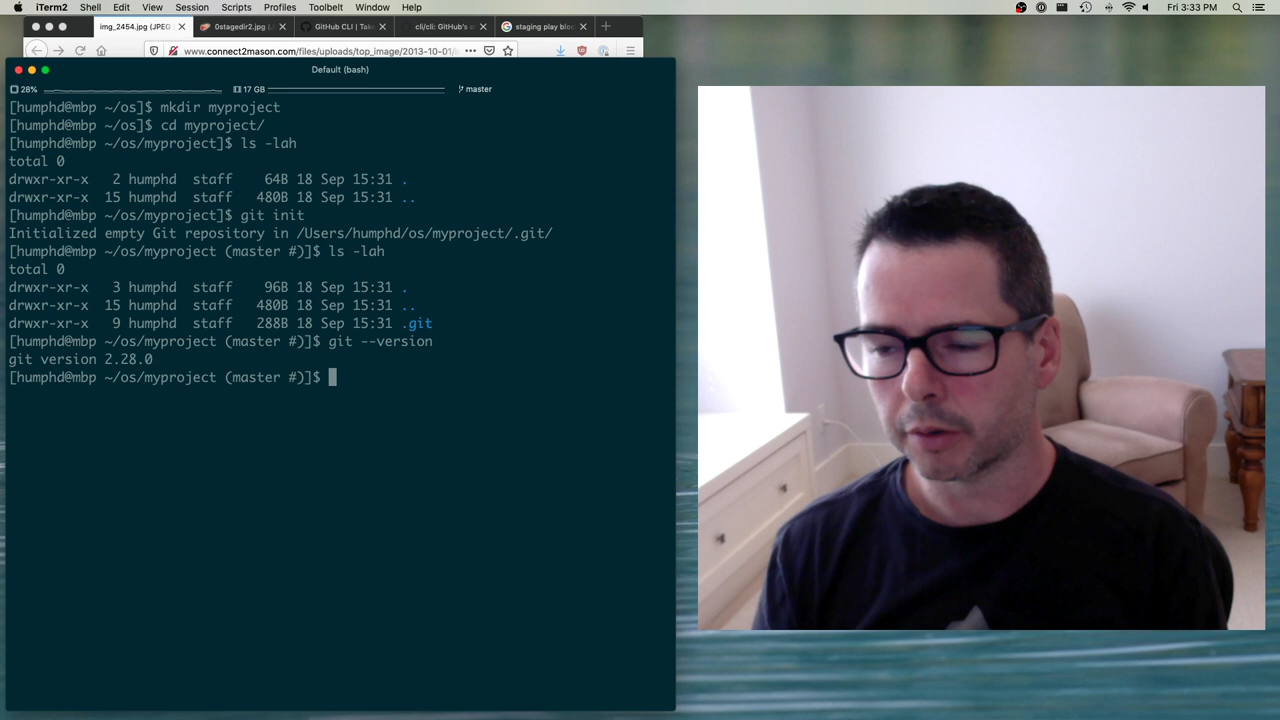 iTerm2 Shell Edit View Session Scripts Profiles Toolbelt Window Help Fri 3:33 PM
img_2454.jpg (JPEG 0stagedir2.jpg (JPEG GitHub CLI | Take cli/cli: GitHub's staging play bloc
www.connect2mason.com/files/uploads/top_image/2013-10-01/
Default (bash)
28% 17 GB master
[humphd@mbp ~/os]$ mkdir myproject
[humphd@mbp ~/os]$ cd myproject/
[humphd@mbp ~/os/myproject]$ ls -lah
total 0
drwxr-xr-x 2 humphd staff 64B 18 Sep 15:31 .
drwxr-xr-x 15 humphd staff 480B 18 Sep 15:31 ..
[humphd@mbp ~/os/myproject]$ git init
Initialized empty Git repository in /Users/humphd/os/myproject/.git/
[humphd@mbp ~/os/myproject (master #)]$ ls -lah
total 0
drwxr-xr-x 3 humphd staff 96B 18 Sep 15:31 .
drwxr-xr-x 15 humphd staff 480B 18 Sep 15:31 ..
drwxr-xr-x 9 humphd staff 288B 18 Sep 15:31 .git
[humphd@mbp ~/os/myproject (master #)]$ git --version
git version 2.28.0
[humphd@mbp ~/os/myproject (master #)]$